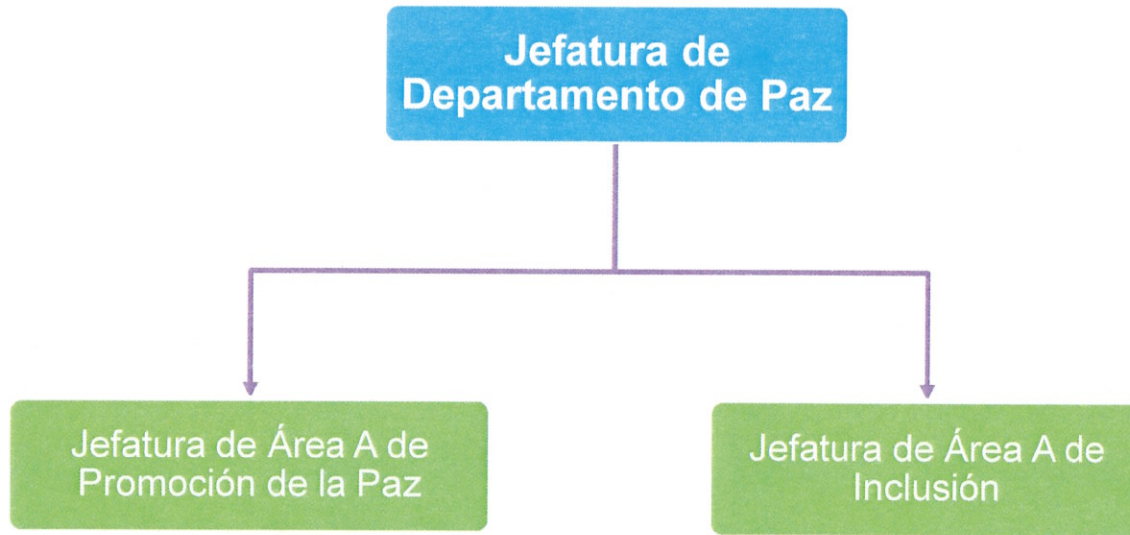 Jefatura de
Departamento de Paz
Jefatura de Área A de
Promoción de la Paz
Jefatura de Área A de
Inclusión